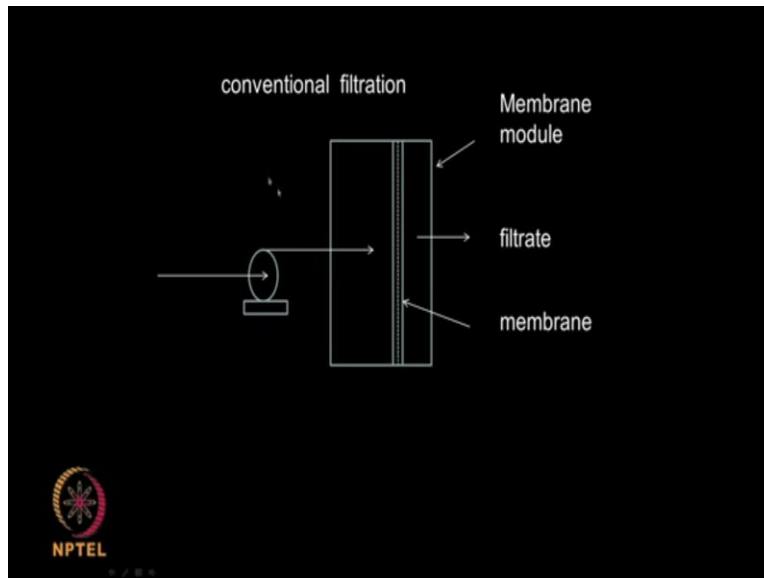 conventional filtration
Membrane
module
filtrate
membrane
NPTEL